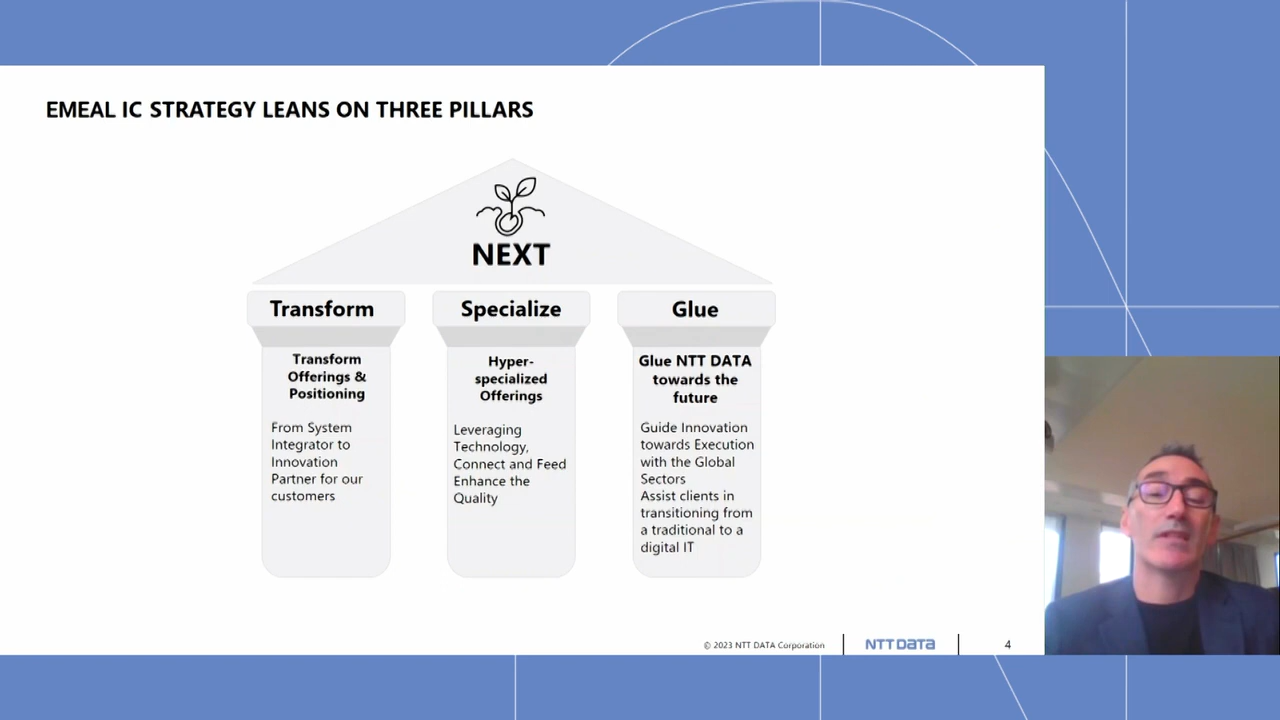 EMEAL IC STRATEGY LEANS ON THREE PILLARS
NEXT
Transform
Transform
Offerings &
Positioning
From System
Integrator to
Innovation
Partner for our
customers
Specialize
Hyper-
specialized
Offerings
Leveraging
Technology,
Connect and Feed
Enhance the
Quality
Glue
Glue NTT DATA
towards the
future
Guide Innovation
towards Execution
with the Global
Sectors
Assist clients in
transitioning from
a traditional to a
digital IT
© 2023 NTT DATA Corporation
NTT DATA
4